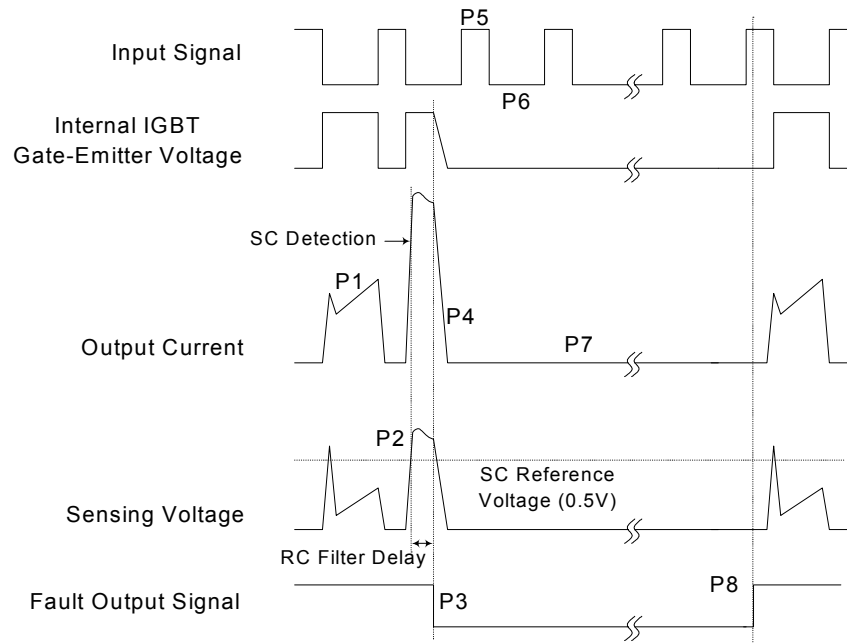 P5
Input Signal
P6
Internal IGBT
Gate-Emitter Voltage
SC Detection
P1
P4
Output Current
P7
P2
SC Reference
Voltage (0.5V)
Sensing Voltage
RC Filter Delay
Fault Output Signal
P3
P8